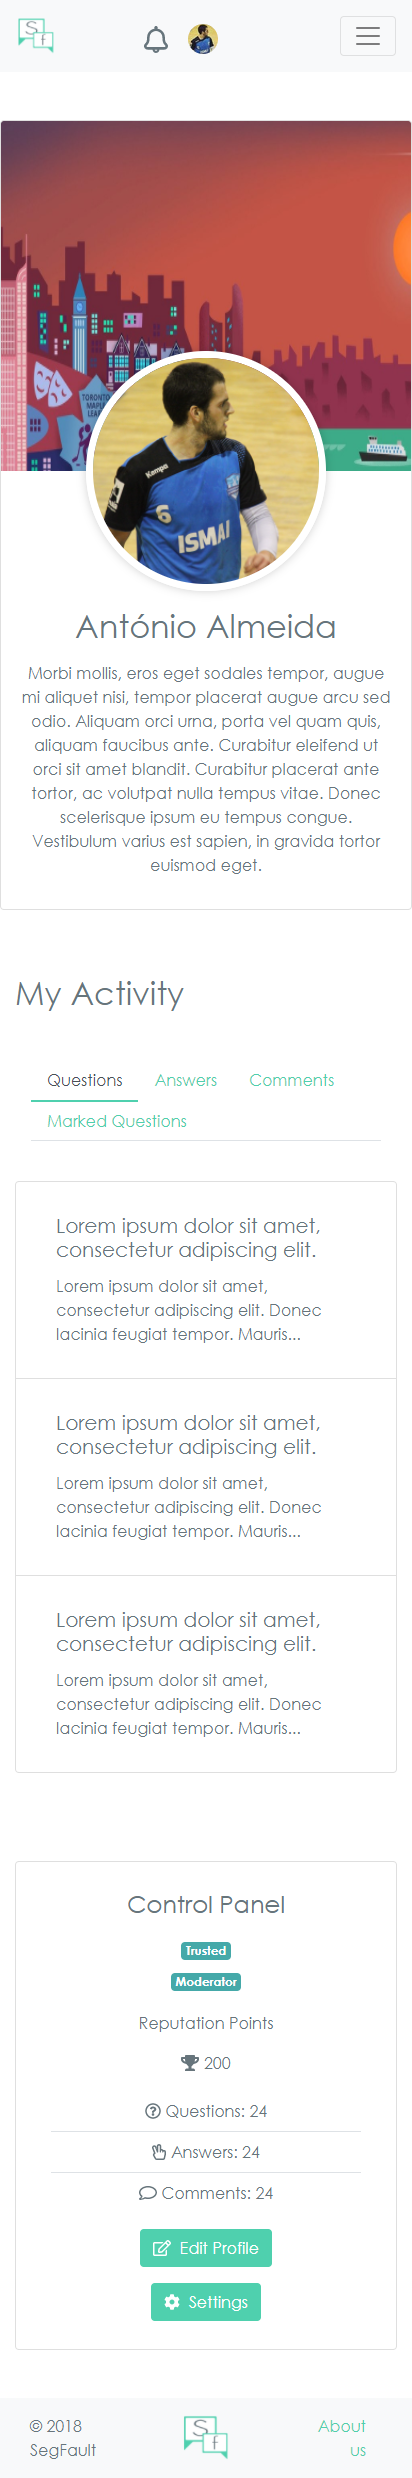 S
f
TORONTO
MAPLE
LEA
Kempa
6
ISMAI
António Almeida
Morbi mollis, eros eget sodales tempor, augue
mi aliquet nisi, tempor placerat augue arcu sed
odio. Aliquam orci urna, porta vel quam quis,
aliquam faucibus ante. Curabitur eleifend ut
orci sit amet blandit. Curabitur placerat ante
tortor, ac volutpat nulla tempus vitae. Donec
scelerisque ipsum eu tempus congue.
Vestibulum varius est sapien, in gravida tortor
euismod eget.
My Activity
Questions Answers Comments
Marked Questions
Lorem ipsum dolor sit amet,
consectetur adipiscing elit.
Lorem ipsum dolor sit amet,
consectetur adipiscing elit. Donec
lacinia feugiat tempor. Mauris...
Lorem ipsum dolor sit amet,
consectetur adipiscing elit.
Lorem ipsum dolor sit amet,
consectetur adipiscing elit. Donec
lacinia feugiat tempor. Mauris...
Lorem ipsum dolor sit amet,
consectetur adipiscing elit.
Lorem ipsum dolor sit amet,
consectetur adipiscing elit. Donec
lacinia feugiat tempor. Mauris...
Control Panel
Trusted
Moderator
Reputation Points
200
Questions: 24
Answers: 24
Comments: 24
Edit Profile
Settings
© 2018
SegFault
S
f
About
us